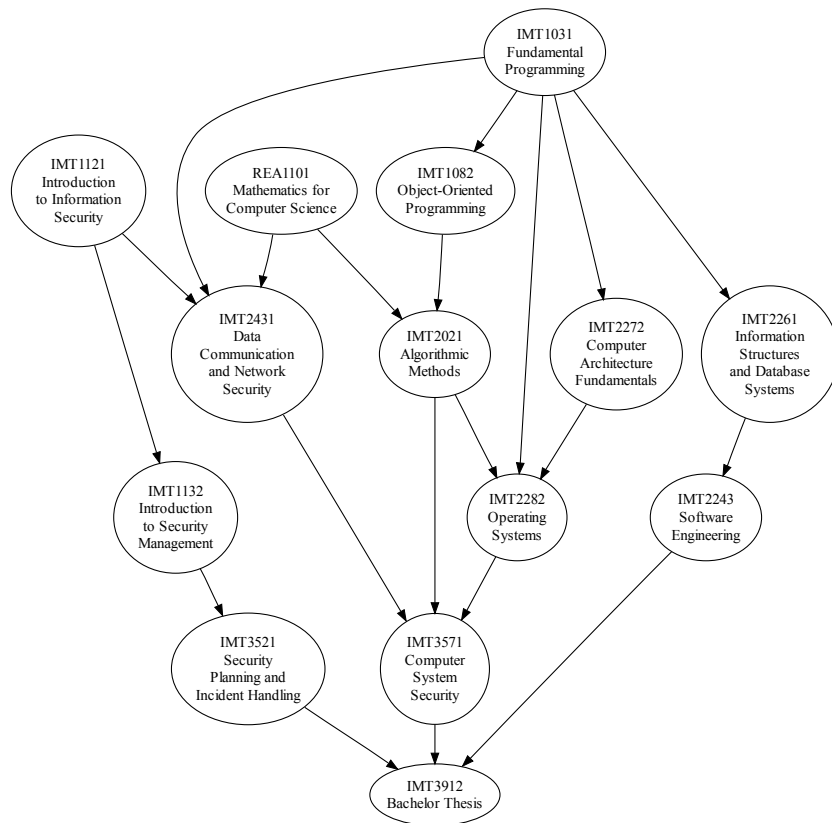 IMT1031
Fundamental
Programming
IMT1121
Introduction
to Information
Security
REA1101
Mathematics for
Computer Science
IMT1082
Object-Oriented
Programming
IMT2431
Data
Communication
and Network
Security
IMT2021
Algorithmic
Methods
IMT2272
Computer
Architecture
Fundamentals
IMT2261
Information
Structures
and Database
Systems
IMT1132
Introduction
to Security
Management
IMT2282
Operating
Systems
IMT2243
Software
Engineering
IMT3521
Security
Planning and
Incident Handling
IMT3571
Computer
System
Security
IMT3912
Bachelor Thesis